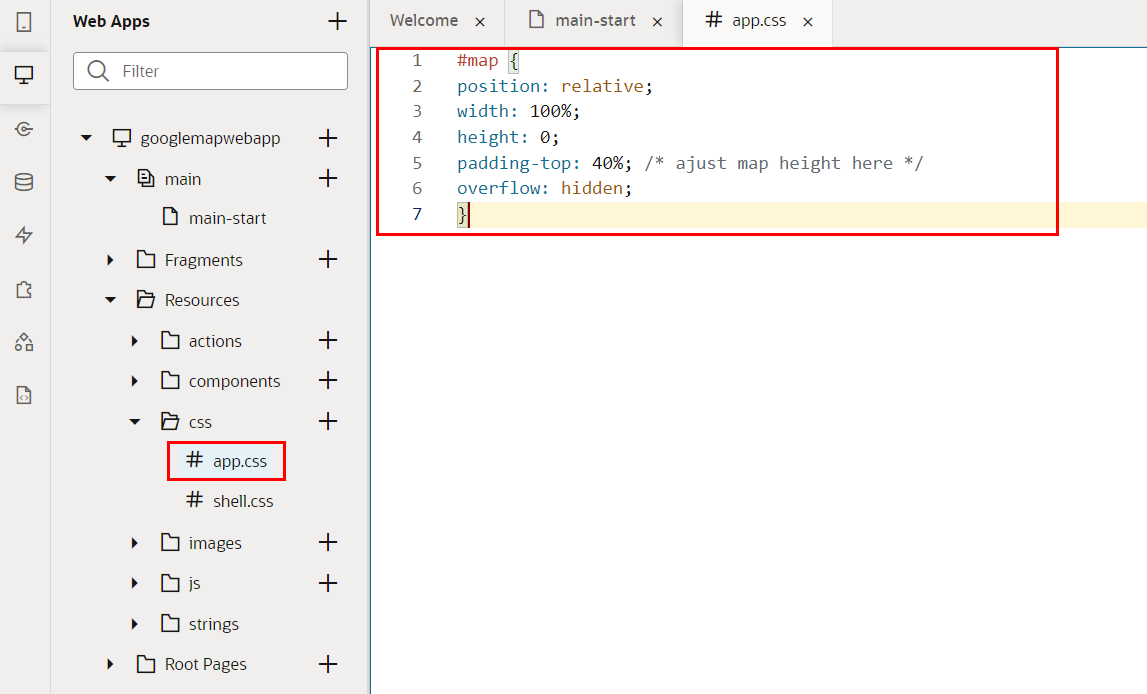 Web Apps
Filter
googlemapwebapp
main
main-start
Fragments
Resources
actions
components
css
app.css
shell.css
images
js
strings
Root Pages
Welcome
main-start
app.css
1 #map {
2 position: relative;
3 width: 100%;
4 height: 0;
5 padding-top: 40%; /* ajust map height here */
6 overflow: hidden;
7 }